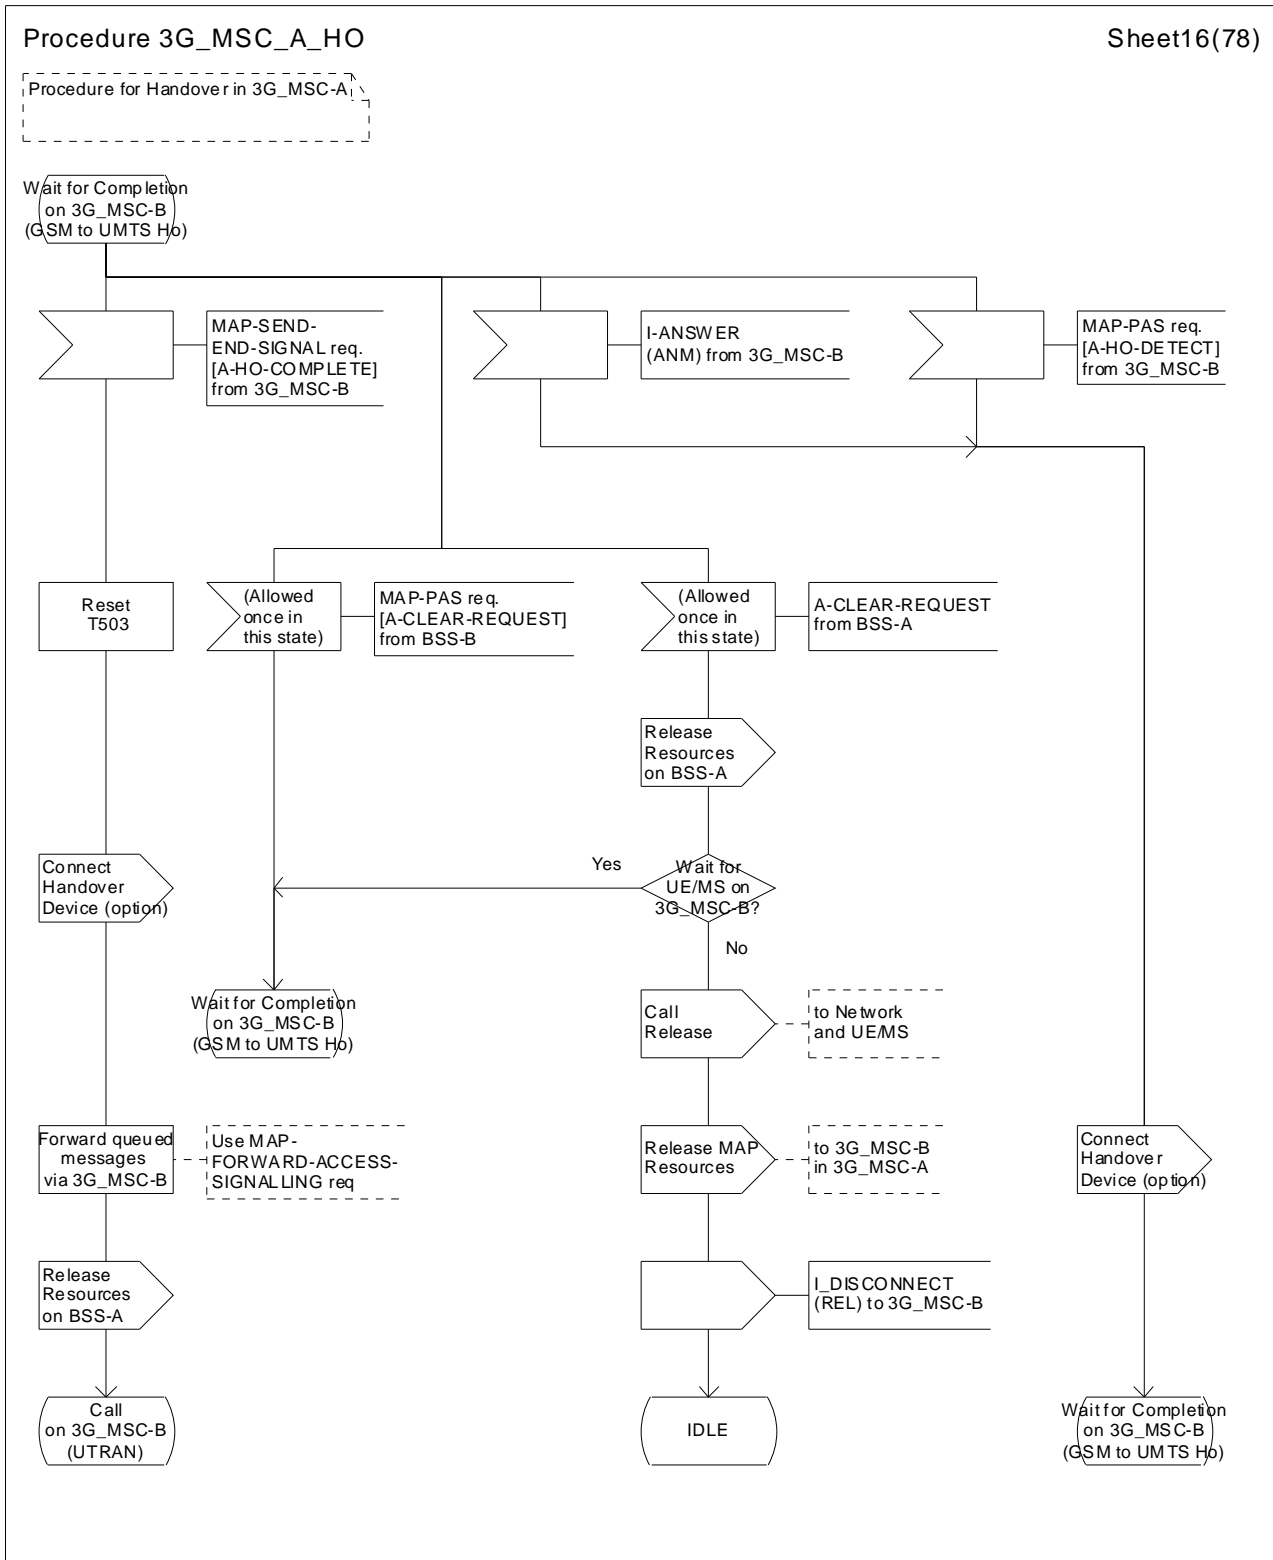 Procedure 3G_MSC_A_HO
Sheet16(78)
Procedure for Handover in 3G_MSC-A
Wait for Completion
on 3G_MSC-B
(GSM to UMTS Ho)
MAP-SEND-
END-SIGNAL req.
[A-HO-COMPLETE]
from 3G_MSC-B
I-ANSWER
(ANM) from 3G_MSC-B
MAP-PAS req.
[A-HO-DETECT]
from 3G_MSC-B
Reset
T503
(Allowed
once in
this state)
MAP-PAS req.
[A-CLEAR-REQUEST]
from BSS-B
(Allowed
once in
this state)
A-CLEAR-REQUEST
from BSS-A
Release
Resources
on BSS-A
Connect
Handover
Device (option)
Yes
Wait for
UE/MS on
3G_MSC-B?
No
Wait for Completion
on 3G_MSC-B
(GSM to UMTS Ho)
Call
Release
to Network
and UE/MS
Forward queued
messages
via 3G_MSC-B
Use MAP-
FORWARD-ACCESS-
SIGNALLING req
Release MAP
Resources
to 3G_MSC-B
in 3G_MSC-A
Connect
Handover
Device (option)
Release
Resources
on BSS-A
I_DISCONNECT
(REL) to 3G_MSC-B
Call
on 3G_MSC-B
(UTRAN)
IDLE
Wait for Completion
on 3G_MSC-B
(GSM to UMTS Ho)